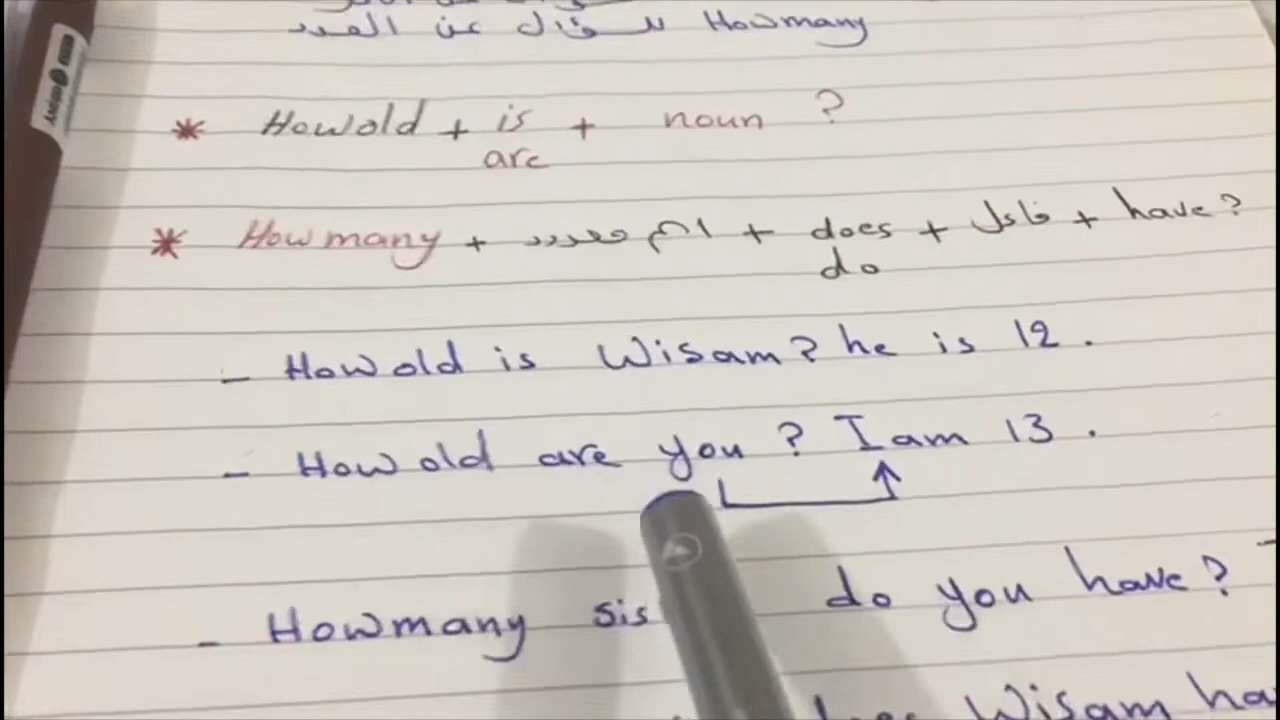 Howmany للسؤال عن العدد
* Howold + is + noun ?
are
* Howmany + اسم معدود + does + فاعل + have ?
do
- How old is Wisam? he is 12 .
- How old are you ? I am 13 .
- Howmany sis do you have?
Wisam ha